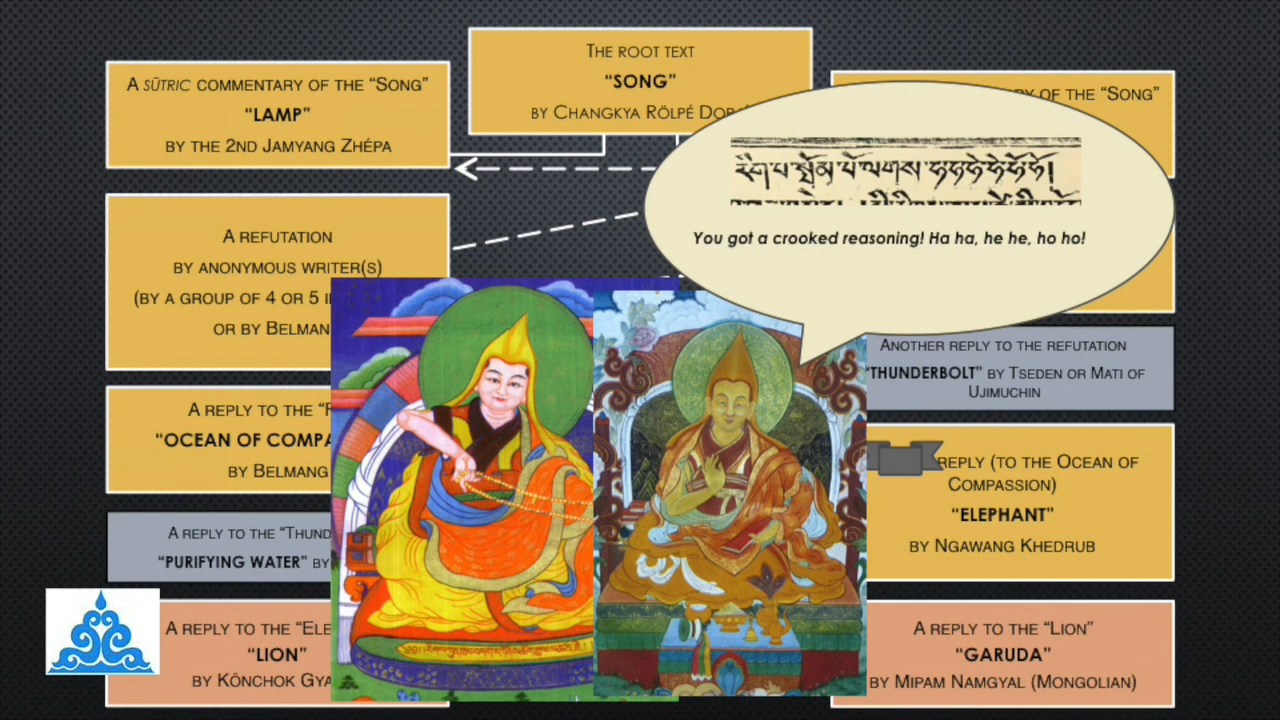 THE ROOT TEXT
“SONG”
BY CHANGKYA RÖLPÉ
A SŪTRIC COMMENTARY OF THE “SONG”
“LAMP”
BY THE 2ND JAMYANG ZHÉPA
OF THE “SONG”
རིག་པ་སྤྱོམ་པོ་ལགས་ཧཧཧེ་ཧེ་ཧོ་ཧོ།
You got a crooked reasoning! Ha ha, he he, ho ho!
A REFUTATION
BY ANONYMOUS WRITER(S)
(BY A GROUP OF 4 OR 5
OR BY BELMAN
ANOTHER REPLY TO THE REFUTATION
“THUNDERBOLT” BY TSEDEN OR MATI OF
UJIMUCHIN
A REPLY TO THE
“OCEAN OF COMPA
BY BELMANG
REPLY (TO THE OCEAN OF
COMPASSION)
“ELEPHANT”
BY NGAWANG KHEDRUB
A REPLY TO THE “THUND
“PURIFYING WATER” BY
A REPLY TO THE “ELE
“LION”
BY KÖNCHOK GYA
A REPLY TO THE “LION”
“GARUDA”
BY MIPAM NAMGYAL (MONGOLIAN)